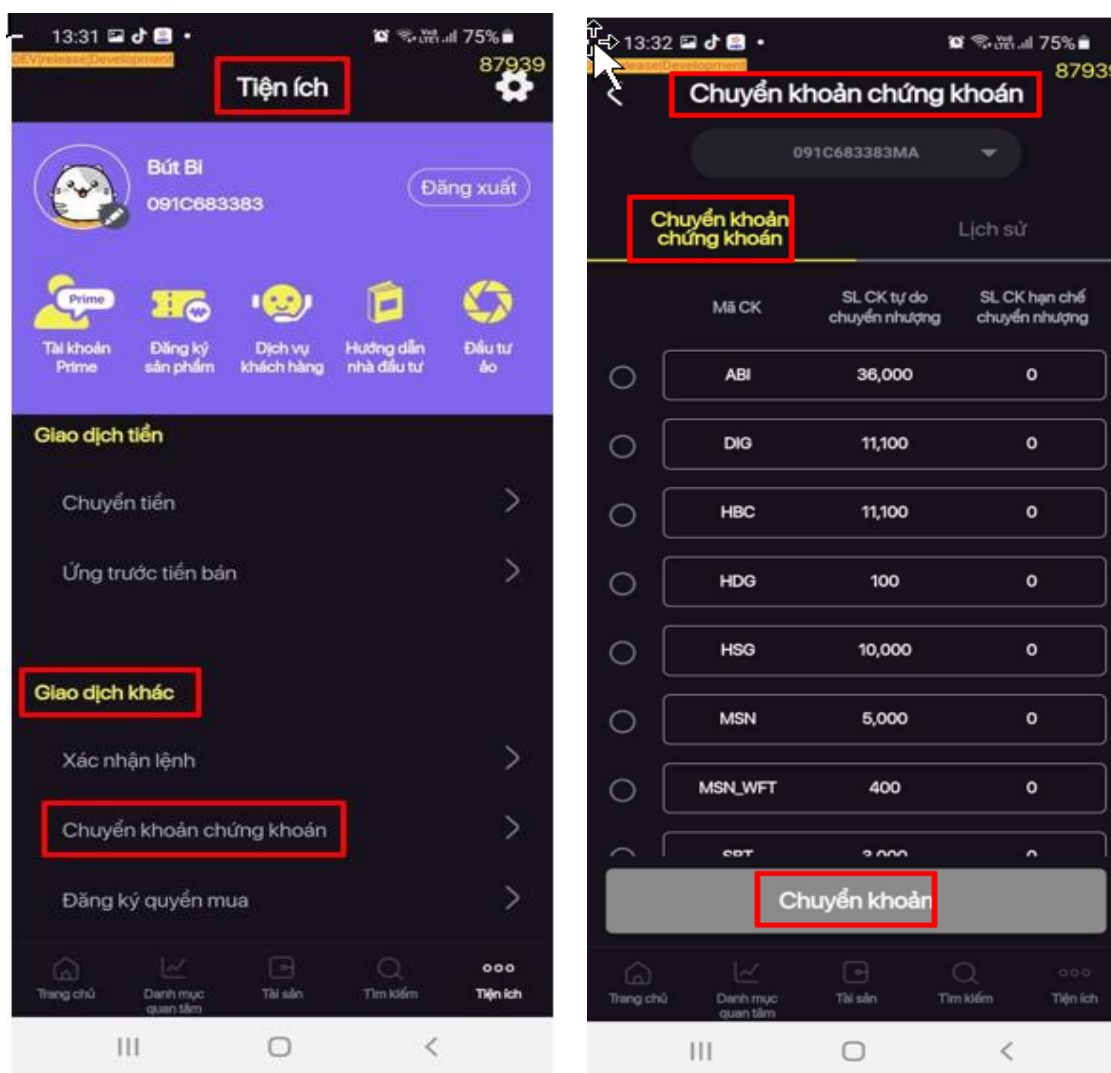 13:31
75%
DEV|release|Development
87939
Tiện ích
Bút Bi
091C683383
Đăng xuất
Prime
Tài khoản
Prime
Đăng ký
sản phẩm
Dịch vụ
khách hàng
Hướng dẫn
nhà đầu tư
Đầu tư
ảo
Giao dịch tiền
Chuyển tiền
Ứng trước tiền bán
Giao dịch khác
Xác nhận lệnh
Chuyển khoản chứng khoán
Đăng ký quyền mua
Trang chủ
Danh mục
quan tâm
Tài sản
Tìm kiếm
Tiện ích
13:32
75%
Development
8793
Chuyển khoản chứng khoán
091C683383MA
Chuyển khoản
chứng khoán
Lịch sử
Mã CK
SL CK tự do
chuyển nhượng
SL CK hạn chế
chuyển nhượng
ABI 36,000 0
DIG 11,100 0
HBC 11,100 0
HDG 100 0
HSG 10,000 0
MSN 5,000 0
MSN_WFT 400 0
Chuyển khoản
Trang chủ
Danh mục
quan tâm
Tài sản
Tìm kiếm
Tiện ích